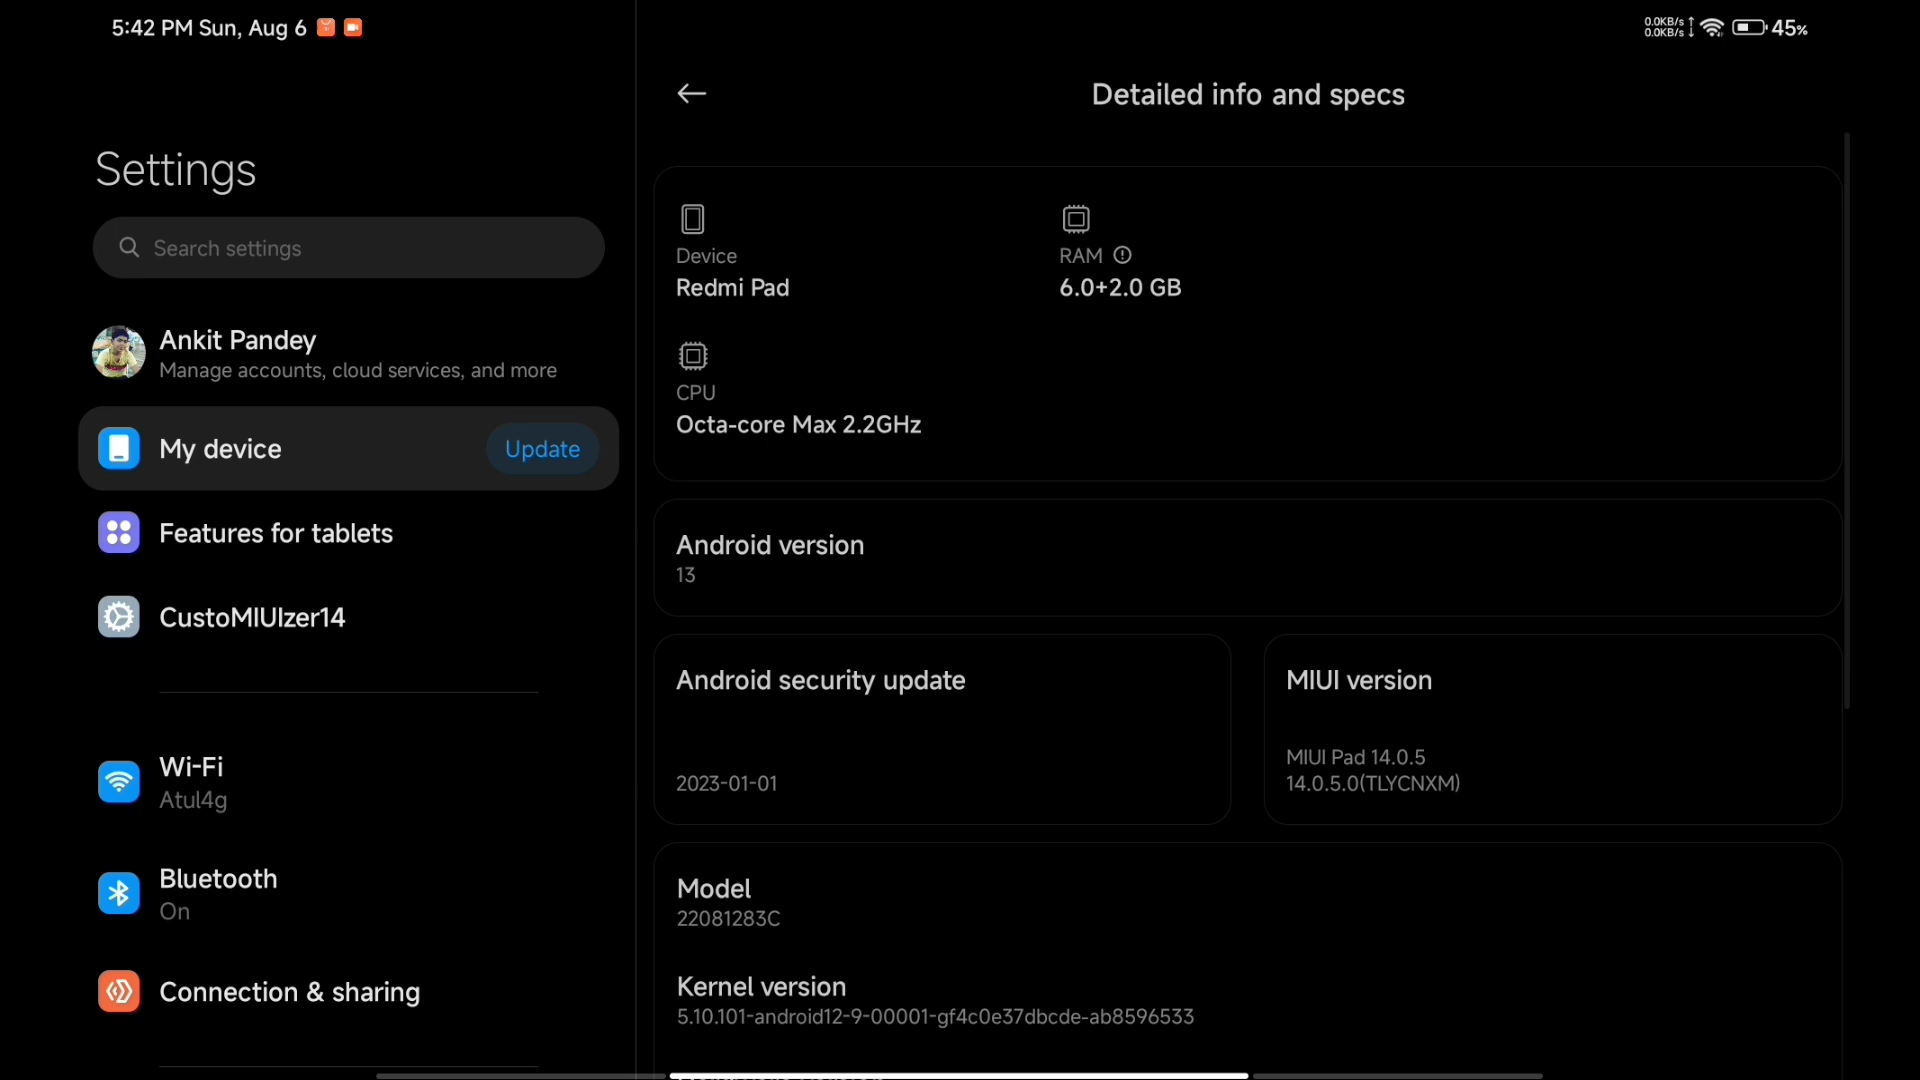 5:42 PM Sun, Aug 6
0.0KB/s
0.0KB/s
45%
Detailed info and specs
Settings
Search settings
Ankit Pandey
Manage accounts, cloud services, and more
My device
Update
Features for tablets
CustoMIUIzer14
Wi-Fi
Atul4g
Bluetooth
On
Connection & sharing
Device
Redmi Pad
RAM
6.0+2.0 GB
CPU
Octa-core Max 2.2GHz
Android version
13
Android security update
2023-01-01
MIUI version
MIUI Pad 14.0.5
14.0.5.0(TLYCNXM)
Model
22081283C
Kernel version
5.10.101-android12-9-00001-gf4c0e37dbcde-ab8596533